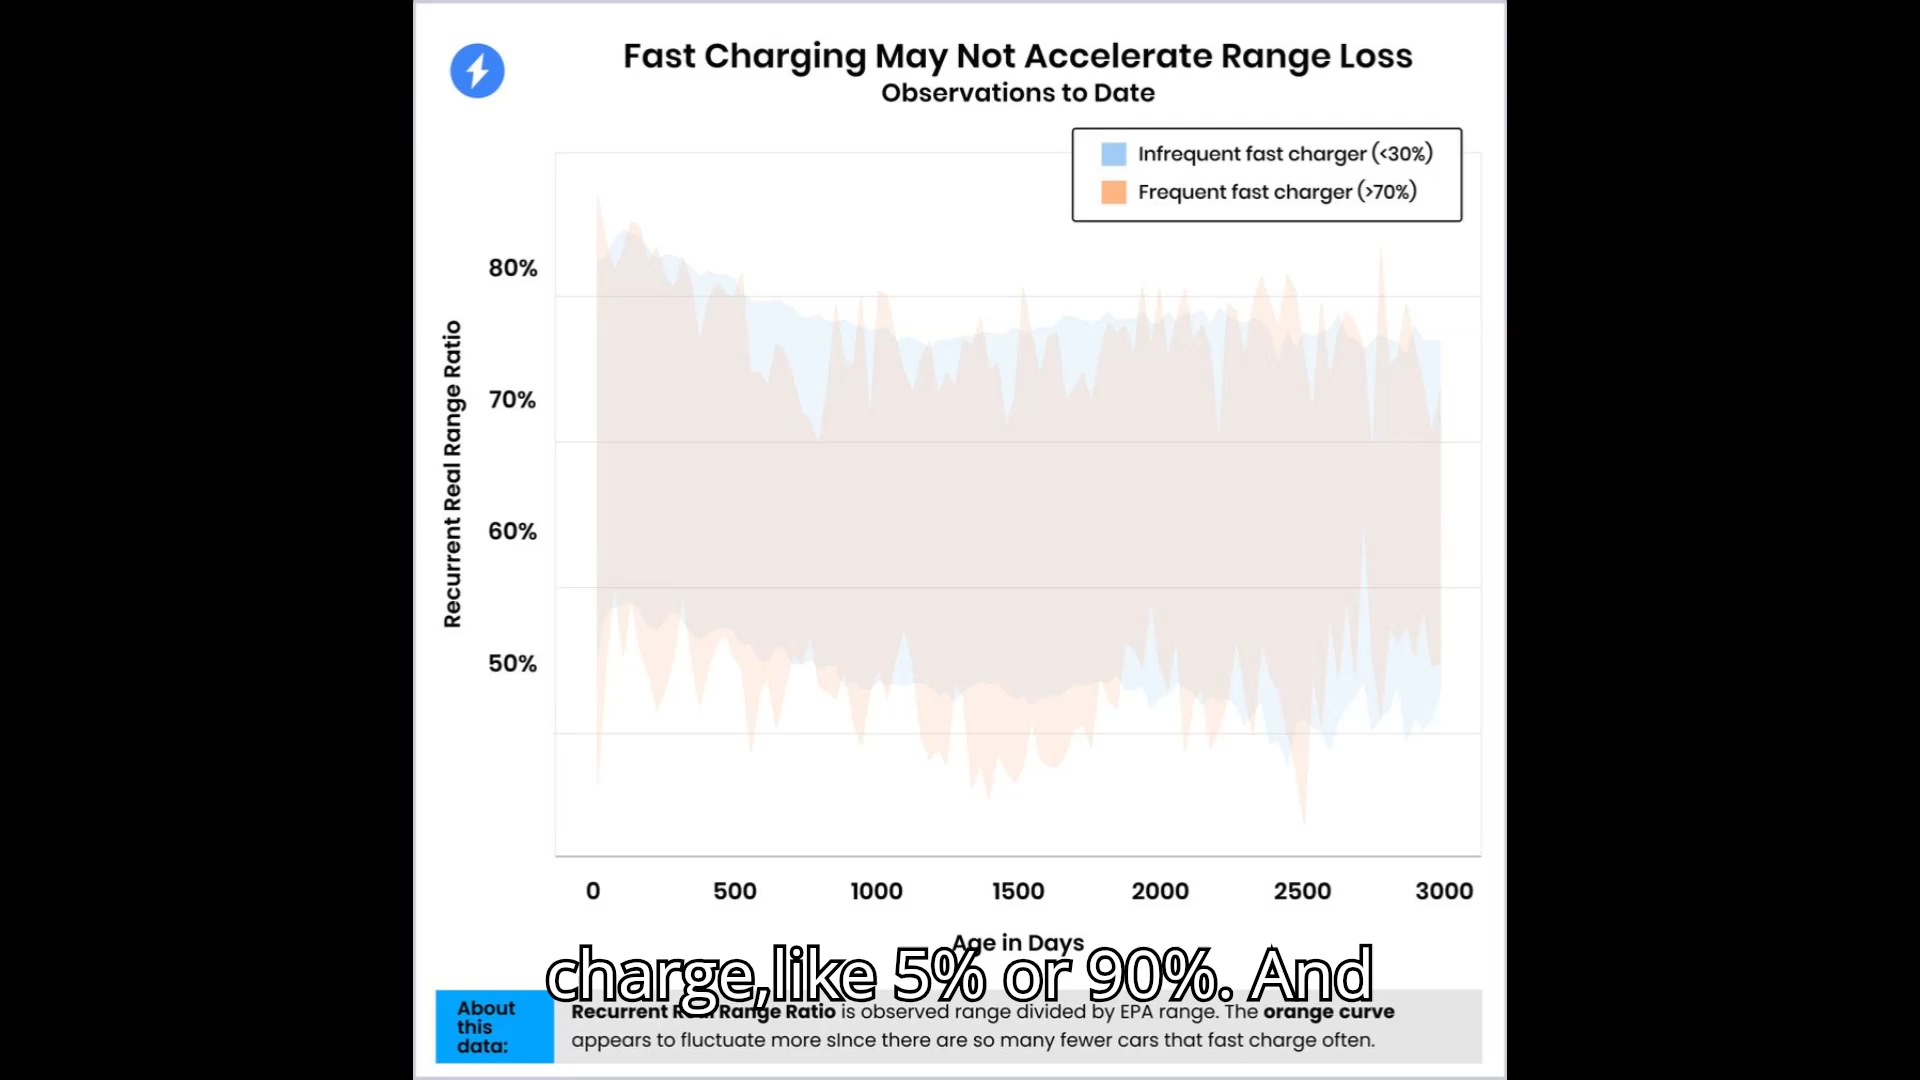 Fast Charging May Not Accelerate Range Loss
Observations to Date
Infrequent fast charger (<30%)
Frequent fast charger (>70%)
Recurrent Real Range Ratio
80%
70%
60%
50%
0 500 1000 1500 2000 2500 3000
Age in Days
charge,like 5% or 90%. And
About
this
data:
Recurrent Real Range Ratio is observed range divided by EPA range. The orange curve
appears to fluctuate more sInce there are so many fewer cars that fast charge often.